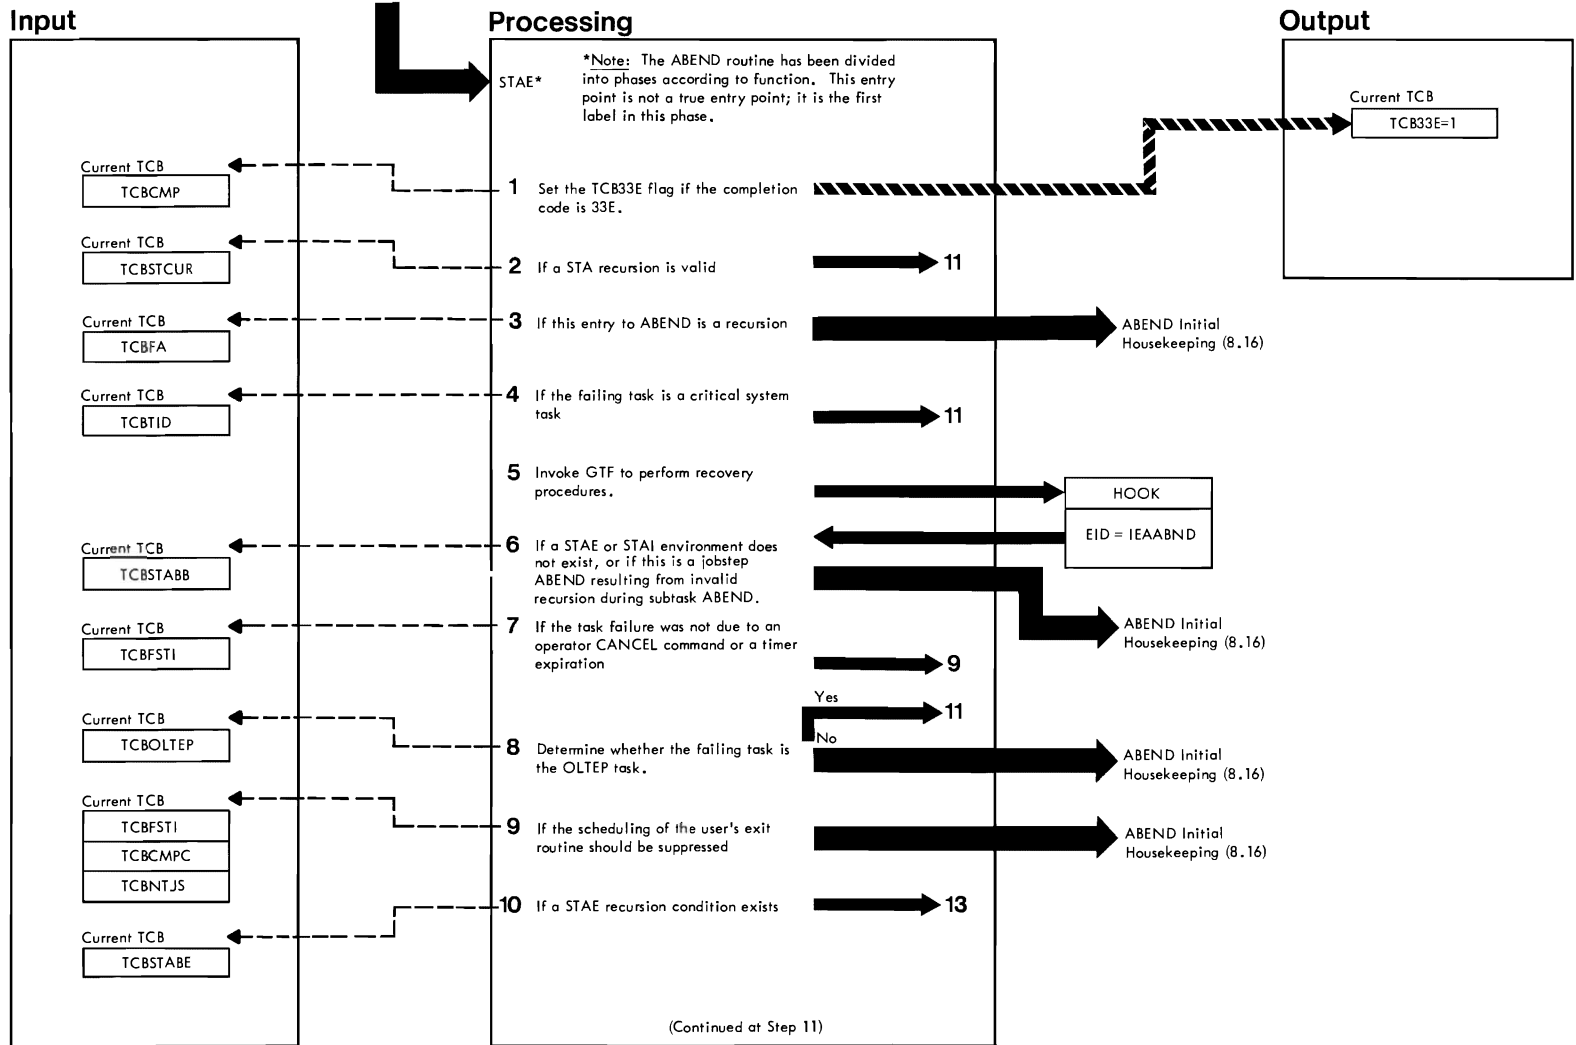 Input
Processing
Output
STAE*
*Note: The ABEND routine has been divided
into phases according to function. This entry
point is not a true entry point; it is the first
label in this phase.
Current TCB
TCB33E=1
Current TCB
TCBCMP
1 Set the TCB33E flag if the completion
code is 33E.
Current TCB
TCBSTCUR
2 If a STA recursion is valid
11
Current TCB
TCBFA
3 If this entry to ABEND is a recursion
ABEND Initial
Housekeeping (8.16)
Current TCB
TCBTID
4 If the failing task is a critical system
task
11
5 Invoke GTF to perform recovery
procedures.
HOOK
EID = IEAABND
Current TCB
TCBSTABB
6 If a STAE or STAI environment does
not exist, or if this is a jobstep
ABEND resulting from invalid
recursion during subtask ABEND.
ABEND Initial
Housekeeping (8.16)
Current TCB
TCBFSTI
7 If the task failure was not due to an
operator CANCEL command or a timer
expiration
9
Current TCB
TCBOLTEP
8 Determine whether the failing task is
the OLTEP task.
Yes
11
No
ABEND Initial
Housekeeping (8.16)
Current TCB
TCBFSTI
TCBCMPC
TCBNTJS
9 If the scheduling of the user's exit
routine should be suppressed
ABEND Initial
Housekeeping (8.16)
10 If a STAE recursion condition exists
13
Current TCB
TCBSTABE
(Continued at Step 11)